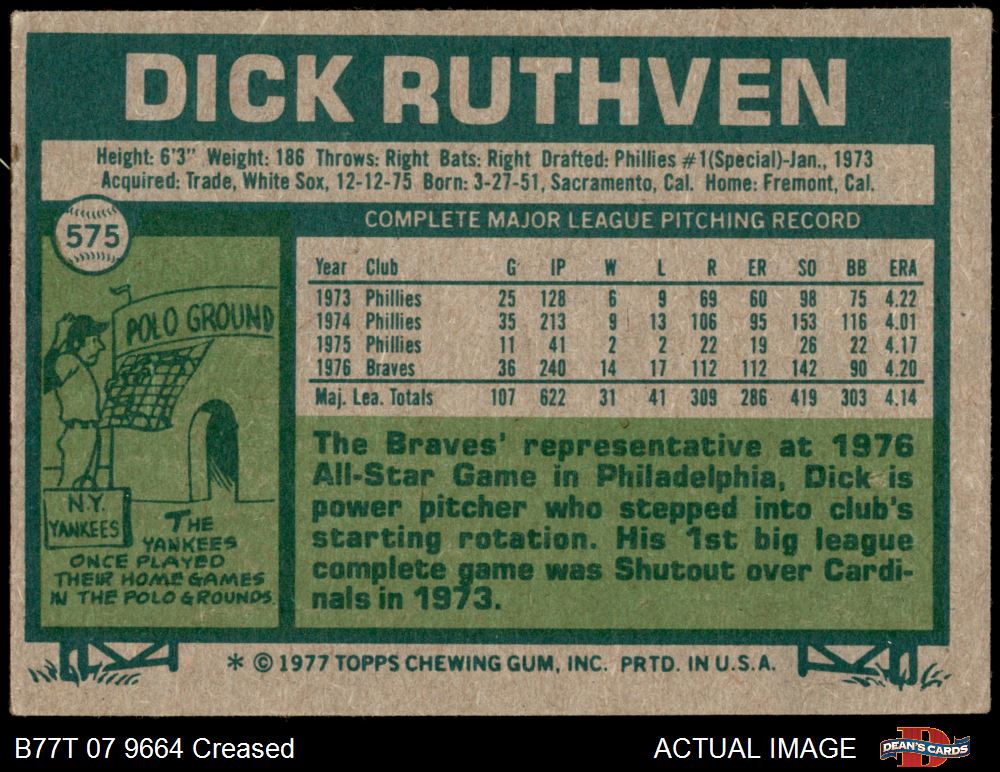 DICK RUTHVEN
Height: 6'3" Weight: 186 Throws: Right Bats: Right Drafted: Phillies #1(Special)-Jan., 1973
Acquired: Trade, White Sox, 12-12-75 Born: 3-27-51, Sacramento, Cal. Home: Fremont, Cal.
575
COMPLETE MAJOR LEAGUE PITCHING RECORD
Year Club G IP W L R ER SO BB ERA
1973 Phillies 25 128 6 9 69 60 98 75 4.22
1974 Phillies 35 213 9 13 106 95 153 116 4.01
1975 Phillies 11 41 2 2 22 19 26 22 4.17
1976 Braves 36 240 14 17 112 112 142 90 4.20
Maj. Lea. Totals 107 622 31 41 309 286 419 303 4.14
POLO GROUND
N.Y.
YANKEES
THE
YANKEES
ONCE PLAYED
THEIR HOME GAMES
IN THE POLO GROUNDS.
The Braves' representative at 1976
All-Star Game in Philadelphia, Dick is
power pitcher who stepped into club's
starting rotation. His 1st big league
complete game was Shutout over Cardi-
nals in 1973.
* © 1977 TOPPS CHEWING GUM, INC. PRTD. IN U.S.A.
B77T 07 9664 Creased
ACTUAL IMAGE
DEAN'S CARDS